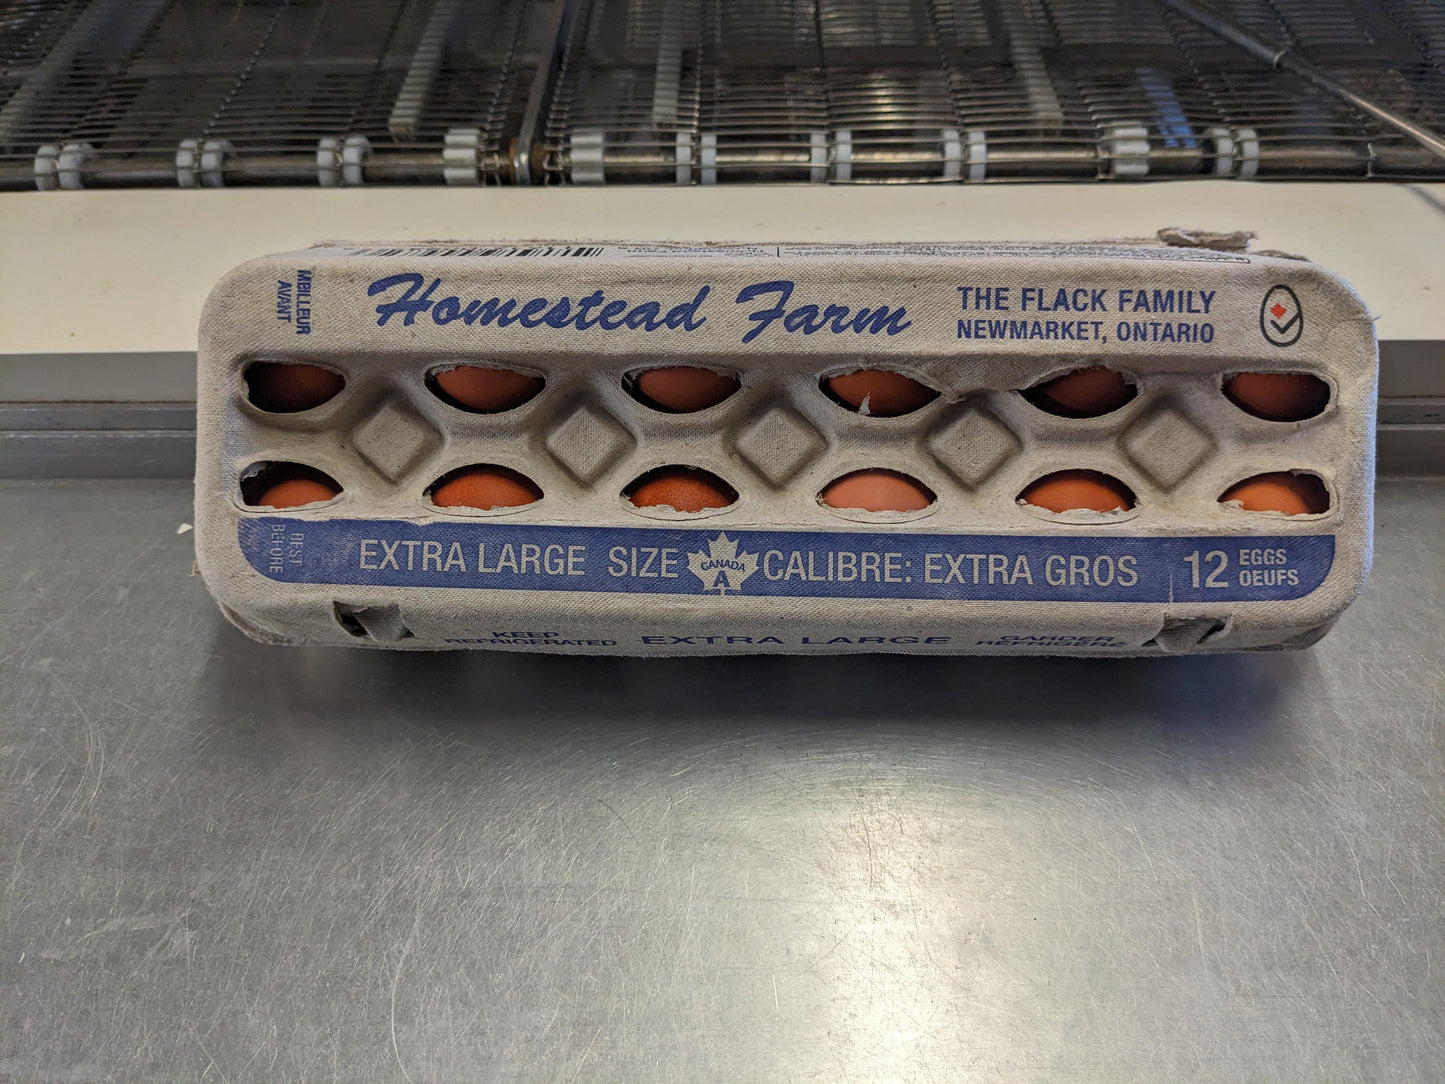 MEILLEUR
AVANT
Homestead Farm
THE FLACK FAMILY
NEWMARKET, ONTARIO
BEST
BEFORE
EXTRA LARGE SIZE
CANADA
A
CALIBRE: EXTRA GROS
12 EGGS
OEUFS
KEEP
REFRIGERATED
EXTRA LARGE
GARDER
RÉFRIGÉRÉ